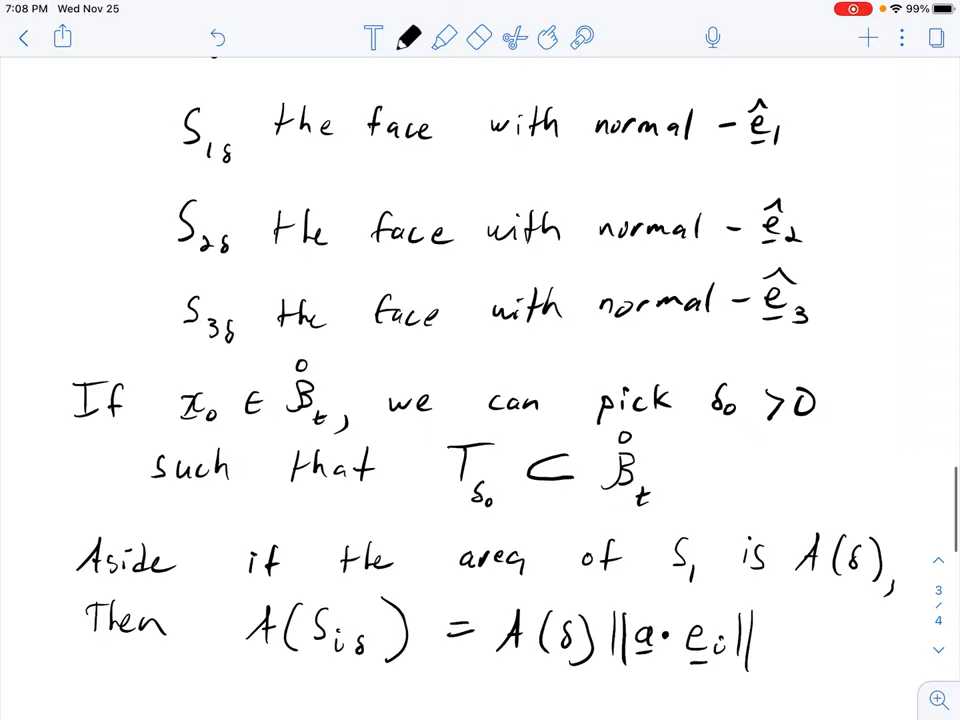 7:08 PM Wed Nov 25 99%
S₁δ the face with normal - ê₁
S₂δ the face with normal - ê₂
S₃δ the face with normal - ê₃
If x₀ ∈ B̊ₜ, we can pick δ₀ > 0
such that T_δ₀ ⊂ B̊ₜ
Aside if the area of S₁ is A(δ),
Then A(Sᵢδ) = A(δ) ||a · eᵢ||
3
/
4